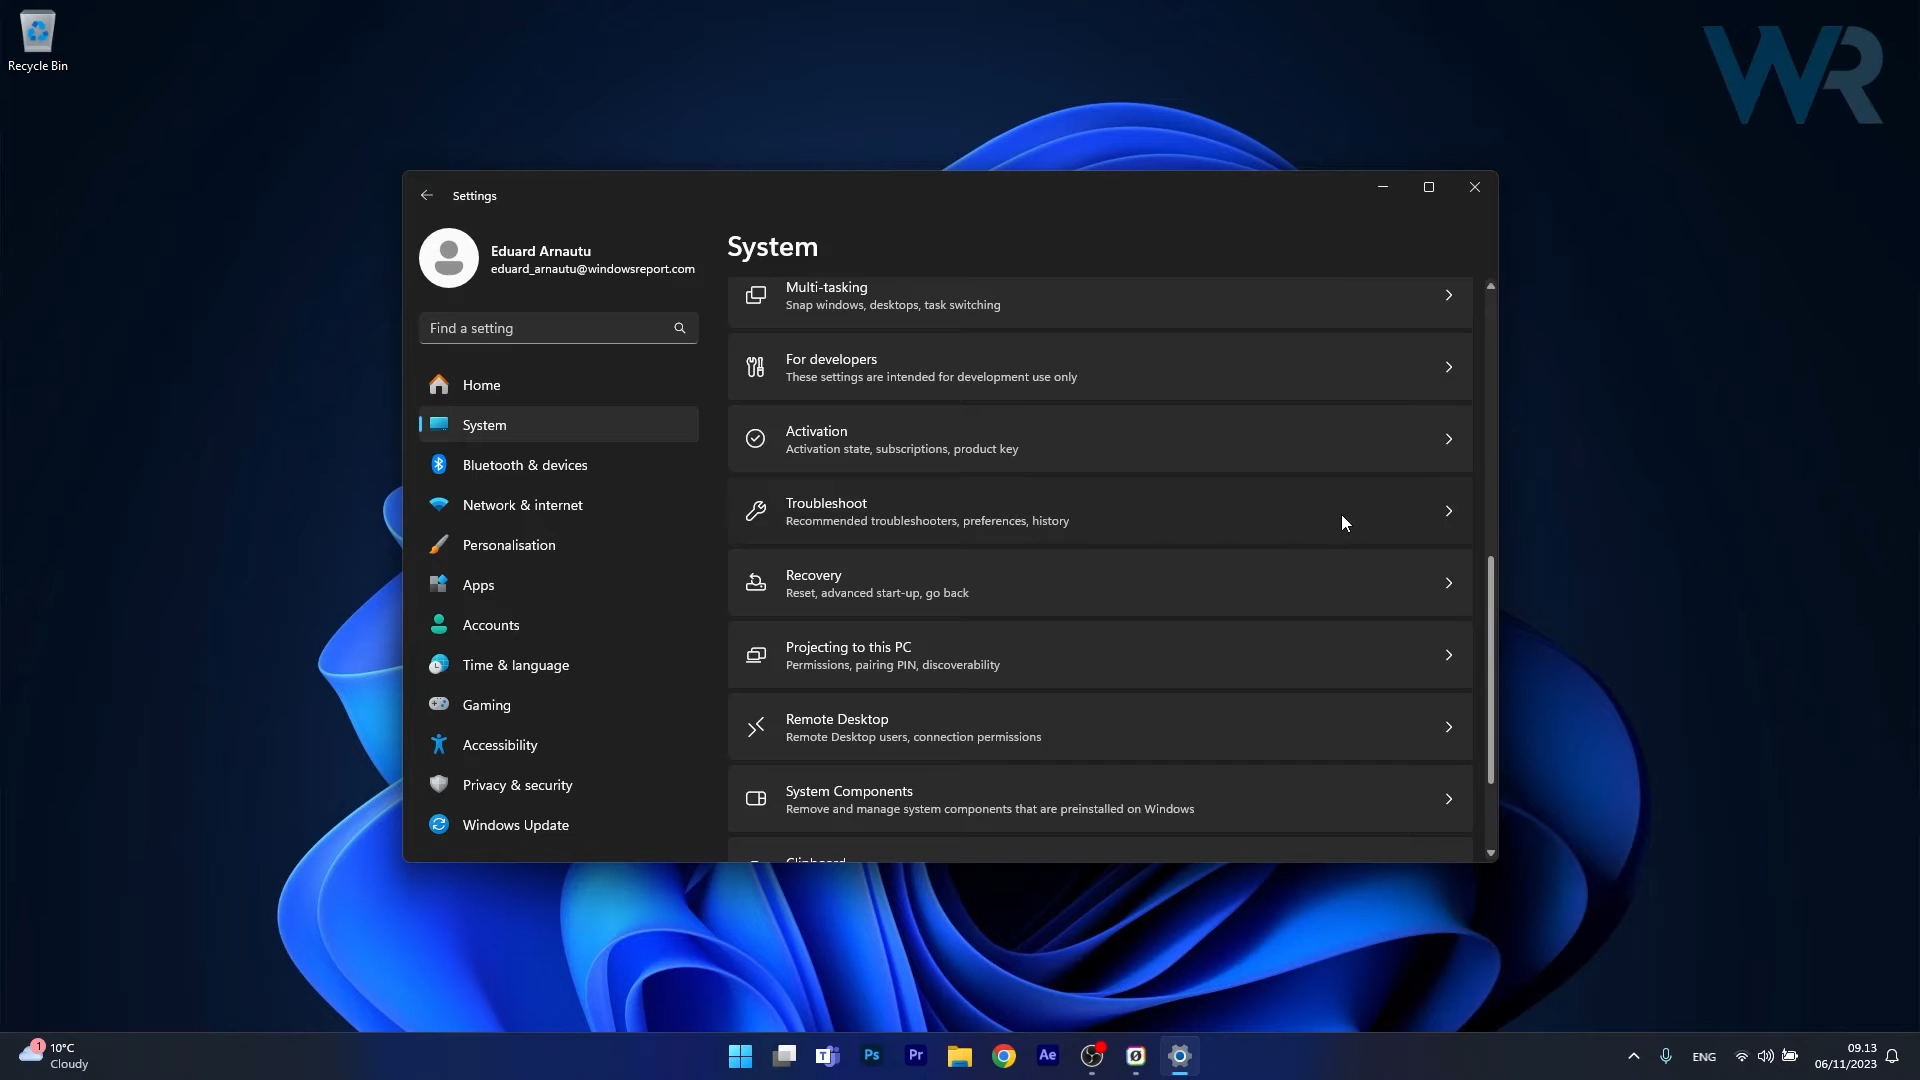 Recycle Bin
WR
Settings
Eduard Arnautu
eduard_arnautu@windowsreport.com
Find a setting
Home
System
Bluetooth & devices
Network & internet
Personalisation
Apps
Accounts
Time & language
Gaming
Accessibility
Privacy & security
Windows Update
System
Multi-tasking
Snap windows, desktops, task switching
For developers
These settings are intended for development use only
Activation
Activation state, subscriptions, product key
Troubleshoot
Recommended troubleshooters, preferences, history
Recovery
Reset, advanced start-up, go back
Projecting to this PC
Permissions, pairing PIN, discoverability
Remote Desktop
Remote Desktop users, connection permissions
System Components
Remove and manage system components that are preinstalled on Windows
Clipboard
1
10°C
Cloudy
T
Ps
Pr
Ae
ENG
09.13
06/11/2023